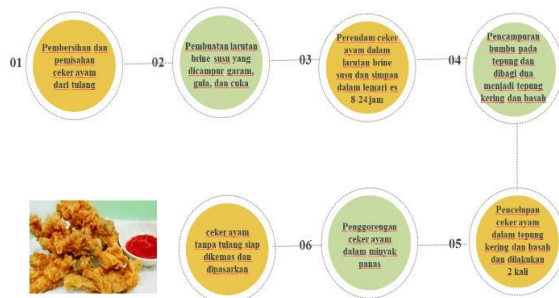 01
Pembersihan dan
pemisahan
ceker ayam
dari tulang
02
Pembuatan larutan
brine susu yang
dicampur garam,
gula, dan cuka
03
Perendam ceker
ayam dalam
larutan brine
susu dan simpan
dalam lemari es
8-24 jam
04
Pencampuran
bumbu pada
tepung dan
dibagi dua
menjadi tepung
kering dan basah
05
Pencelupan
ceker ayam
dalam tepung
kering dan basah
dan dilakukan
2 kali
06
Penggorengan
ceker ayam
dalam minyak
panas
ceker ayam
tanpa tulang siap
dikemas dan
dipasarkan